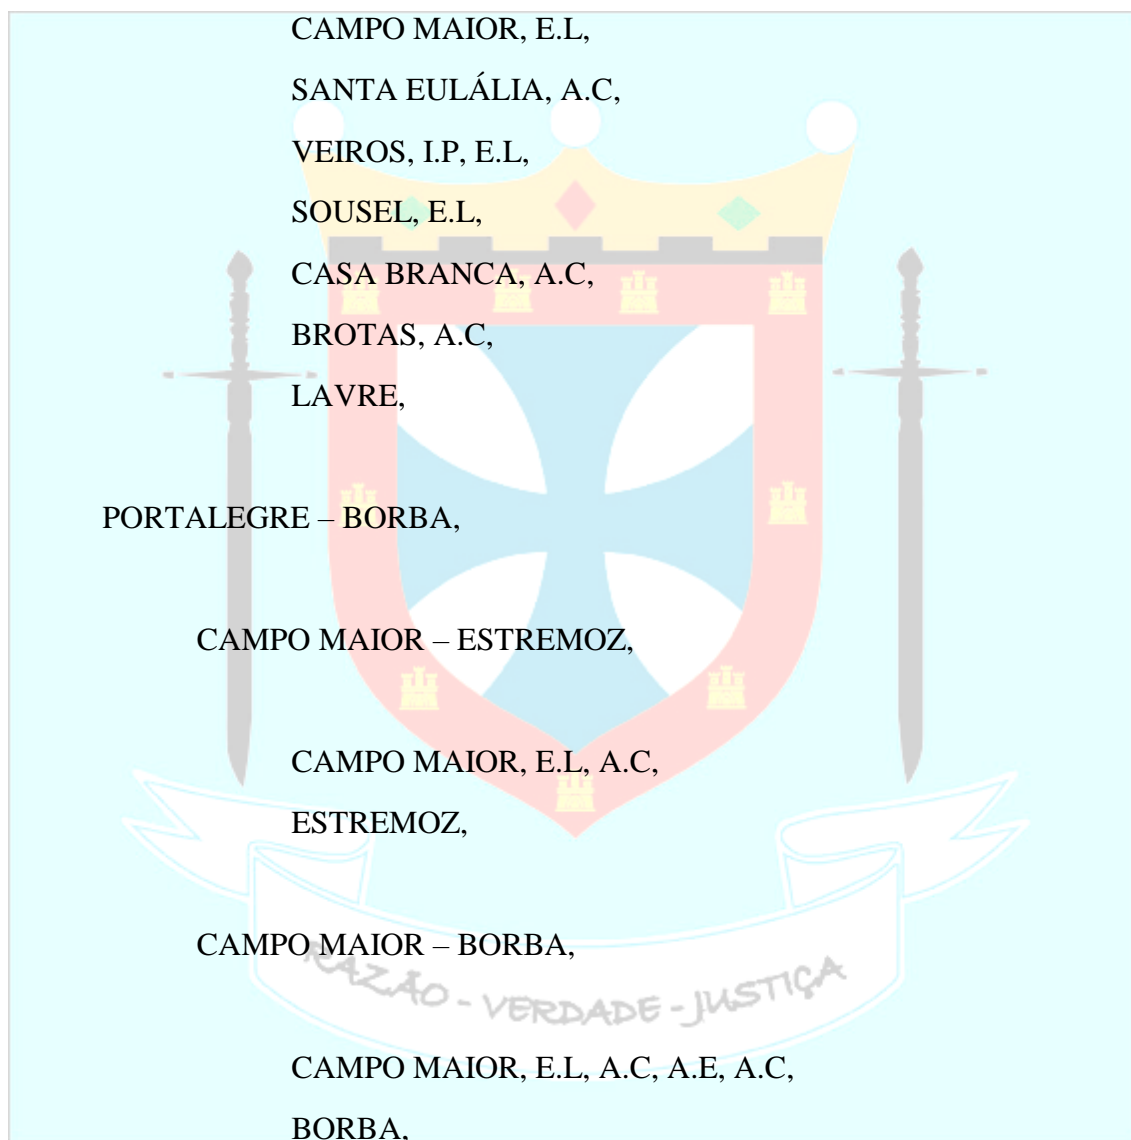 CAMPO MAIOR, E.L,
SANTA EULÁLIA, A.C,
VEIROS, I.P, E.L,
SOUSEL, E.L,
CASA BRANCA, A.C,
BROTAS, A.C,
LAVRE,
PORTALEGRE – BORBA,
CAMPO MAIOR – ESTREMOZ,
CAMPO MAIOR, E.L, A.C,
ESTREMOZ,
CAMPO MAIOR – BORBA,
RAZÃO - VERDADE - JUSTIÇA
CAMPO MAIOR, E.L, A.C, A.E, A.C,
BORBA,